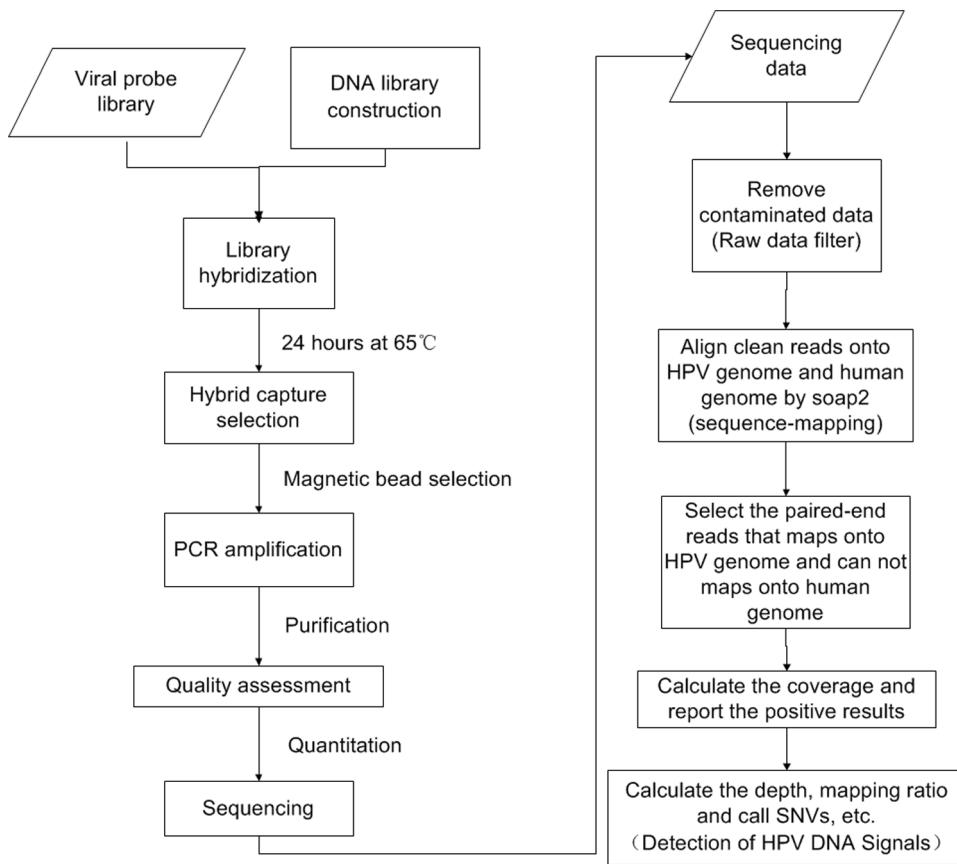 Viral probe
library
DNA library
construction
Library
hybridization
24 hours at 65℃
Hybrid capture
selection
Magnetic bead selection
PCR amplification
Purification
Quality assessment
Quantitation
Sequencing
Sequencing
data
Remove
contaminated data
(Raw data filter)
Align clean reads onto
HPV genome and human
genome by soap2
(sequence-mapping)
Select the paired-end
reads that maps onto
HPV genome and can not
maps onto human
genome
Calculate the coverage and
report the positive results
Calculate the depth, mapping ratio
and call SNVs, etc.
（Detection of HPV DNA Signals）